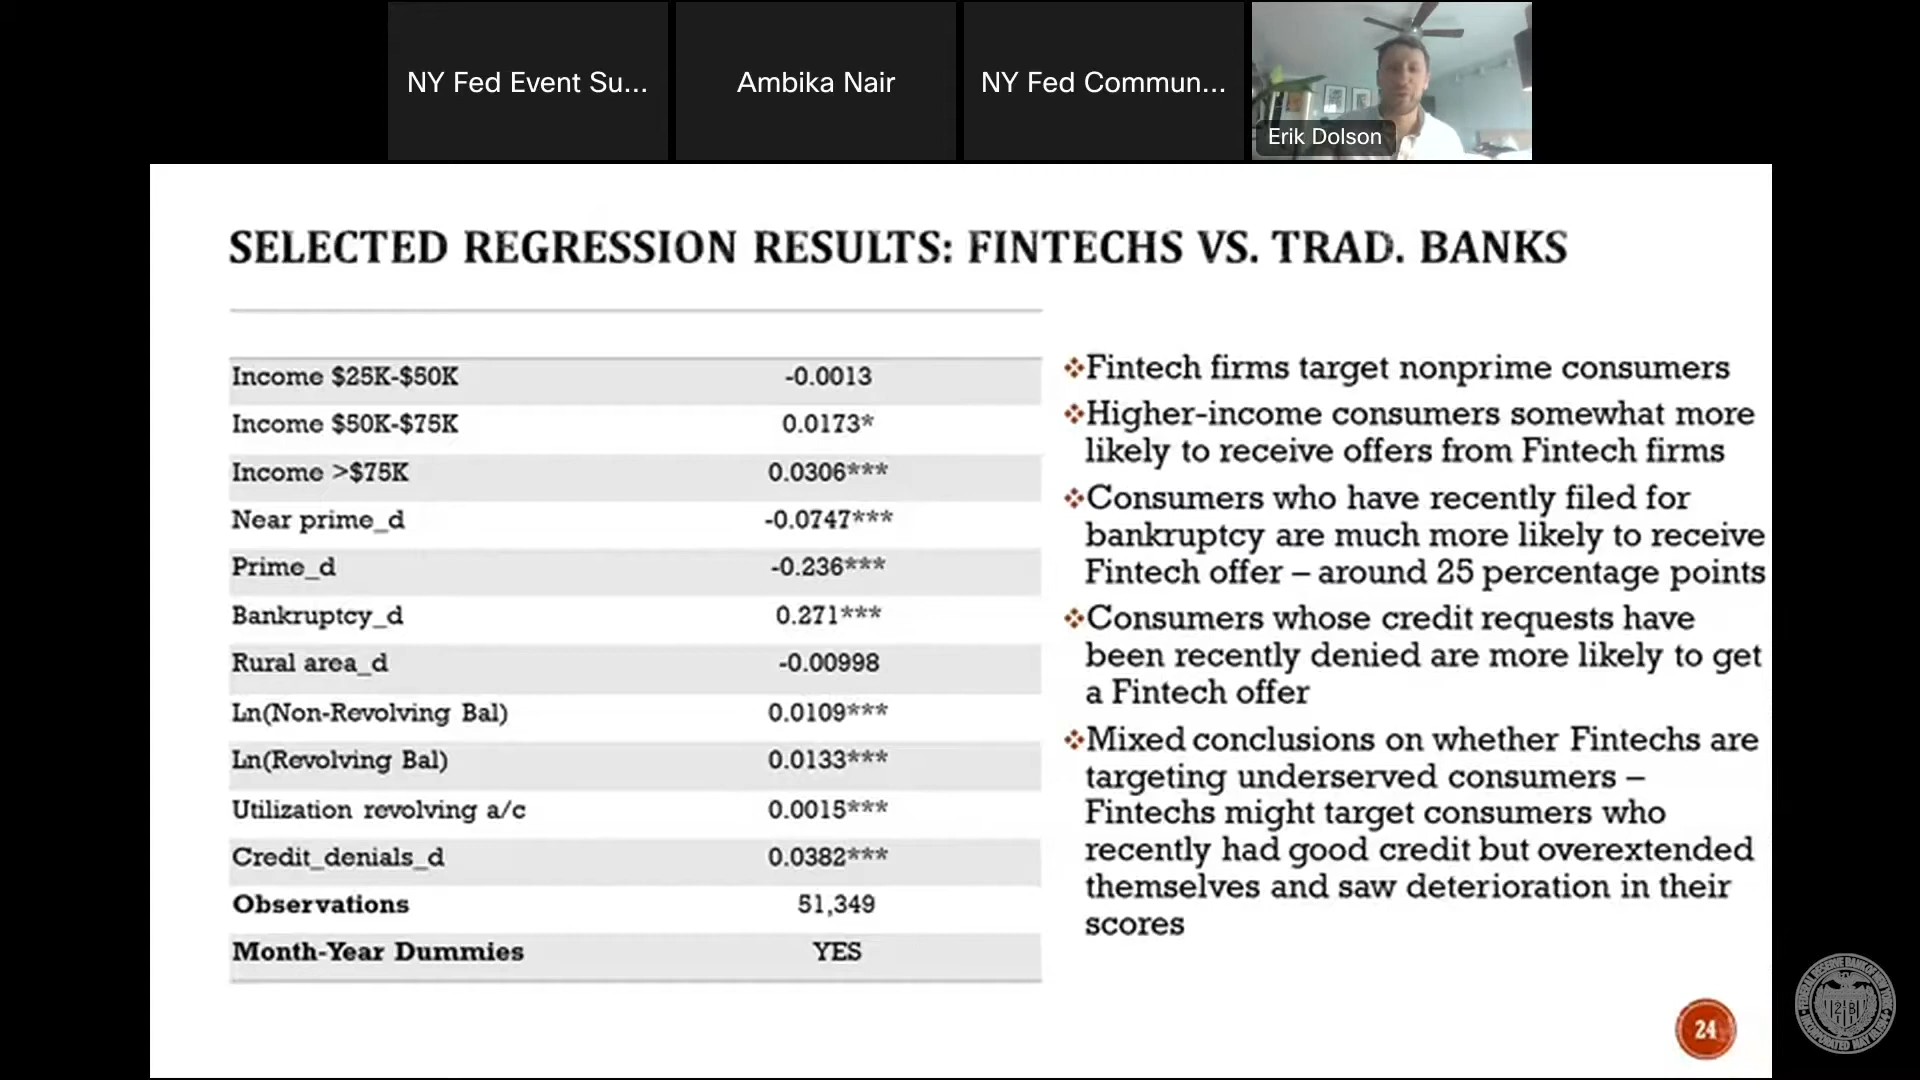 NY Fed Event Su...
Ambika Nair
NY Fed Commun...
Erik Dolson
SELECTED REGRESSION RESULTS: FINTECHS VS. TRAD. BANKS
Income $25K-$50K -0.0013
Income $50K-$75K 0.0173*
Income >$75K 0.0306***
Near prime_d -0.0747***
Prime_d -0.236***
Bankruptcy_d 0.271***
Rural area_d -0.00998
Ln(Non-Revolving Bal) 0.0109***
Ln(Revolving Bal) 0.0133***
Utilization revolving a/c 0.0015***
Credit_denials_d 0.0382***
Observations 51,349
Month-Year Dummies YES
Fintech firms target nonprime consumers
Higher-income consumers somewhat more
likely to receive offers from Fintech firms
Consumers who have recently filed for
bankruptcy are much more likely to receive
Fintech offer – around 25 percentage points
Consumers whose credit requests have
been recently denied are more likely to get
a Fintech offer
Mixed conclusions on whether Fintechs are
targeting underserved consumers –
Fintechs might target consumers who
recently had good credit but overextended
themselves and saw deterioration in their
scores
24